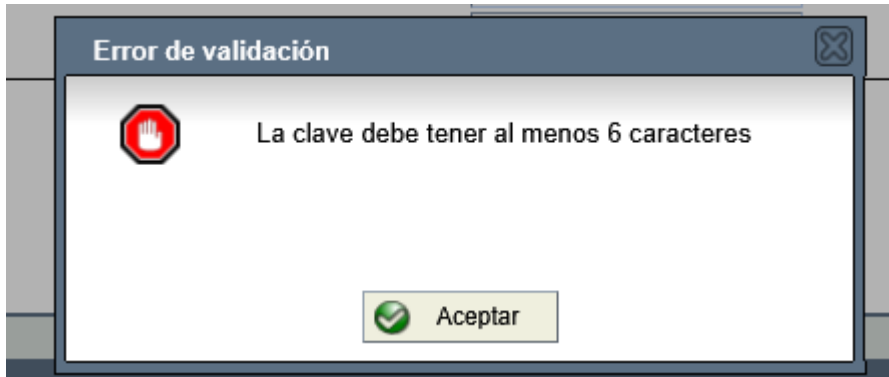 Error de validación
La clave debe tener al menos 6 caracteres
Aceptar